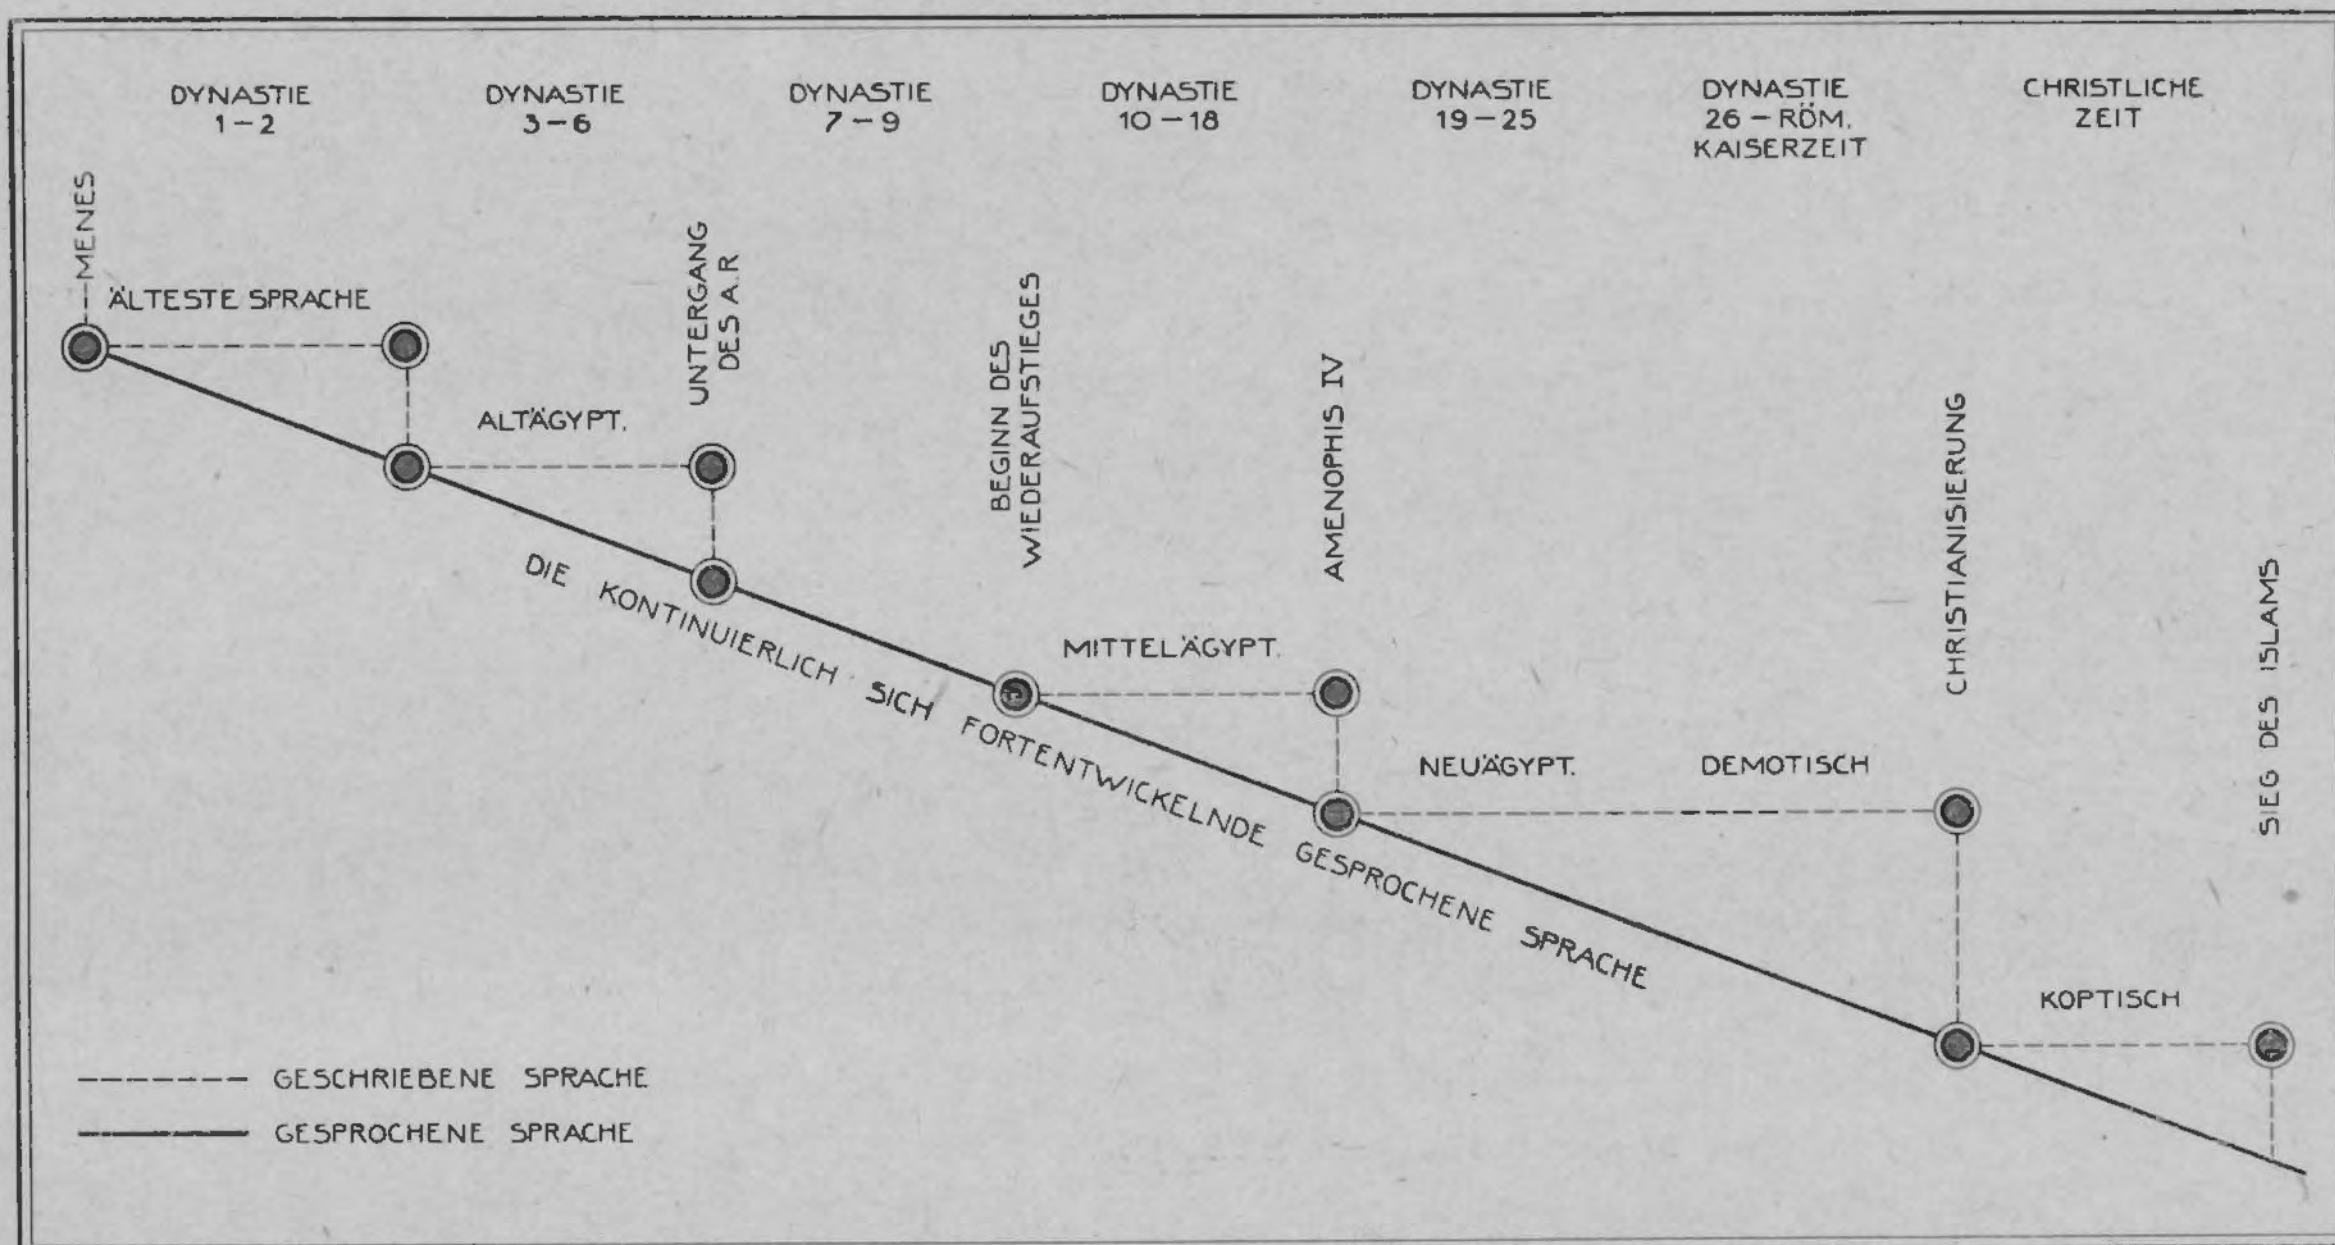 DYNASTIE
1–2
DYNASTIE
3–6
DYNASTIE
7–9
DYNASTIE
10–18
DYNASTIE
19–25
DYNASTIE
26–RÖM.
KAISERZEIT
CHRISTLICHE
ZEIT
MENES
ÄLTESTE SPRACHE
UNTERGANG
DES A.R
ALTÄGYPT.
BEGINN DES
WIEDERAUFSTIEGES
MITTELÄGYPT.
AMENOPHIS IV
NEUÄGYPT.
DEMOTISCH
CHRISTIANISIERUNG
KOPTISCH
SIEG DES ISLAMS
DIE KONTINUIERLICH SICH FORTENTWICKELNDE GESPROCHENE SPRACHE
GESCHRIEBENE SPRACHE
GESPROCHENE SPRACHE